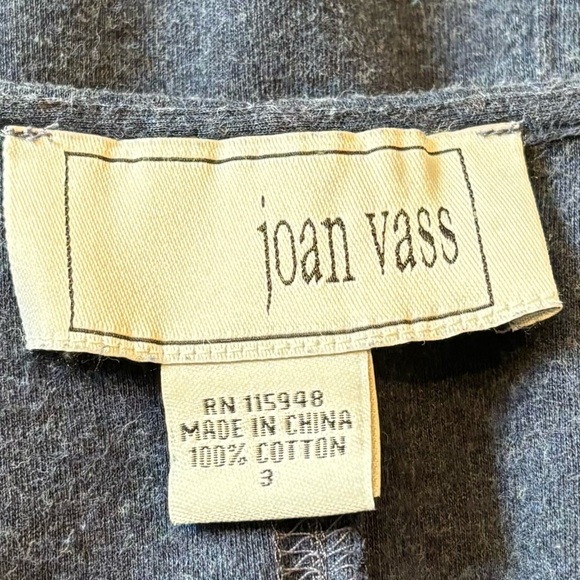 joan vass
RN 115948
MADE IN CHINA
100% COTTON
3